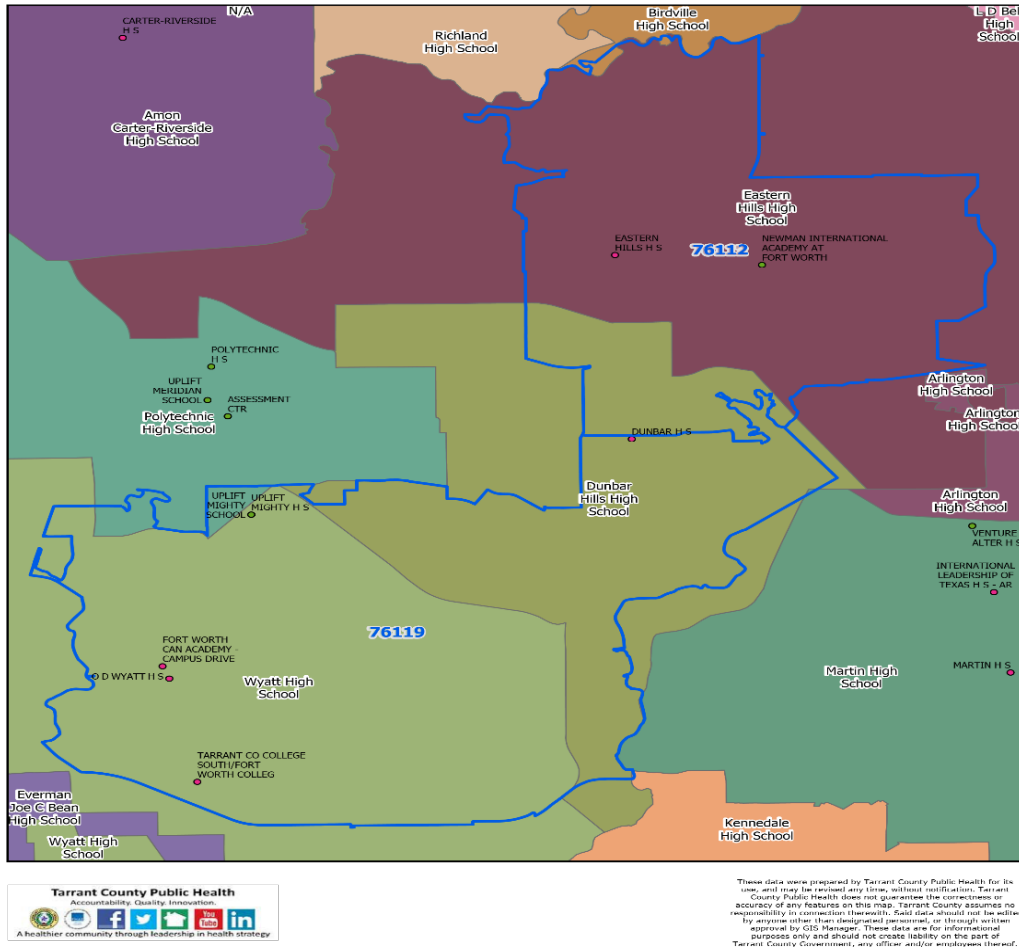 N/A
CARTER-RIVERSIDE
H S
Richland
High School
Birdville
High School
L D Bel
High
School
Amon
Carter-Riverside
High School
Eastern
Hills High
School
EASTERN
HILLS H S
76112
NEWMAN INTERNATIONAL
ACADEMY AT
FORT WORTH
POLYTECHNIC
H S
UPLIFT
MERIDIAN
SCHOOL
ASSESSMENT
CTR
Polytechnic
High School
Arlington
High School
Arlington
High School
DUNBAR H S
Dunbar
Hills High
School
UPLIFT
MIGHTY
SCHOOL
UPLIFT
MIGHTY H S
Arlington
High School
VENTURE
ALTER H S
INTERNATIONAL
LEADERSHIP OF
TEXAS H S - AR
76119
FORT WORTH
CAN ACADEMY -
CAMPUS DRIVE
O D WYATT H S
Wyatt High
School
Martin High
School
MARTIN H S
TARRANT CO COLLEGE
SOUTH/FORT
WORTH COLLEG
Everman
Joe C Bean
High School
Wyatt High
School
Kennedale
High School
Tarrant County Public Health
Accountability. Quality. Innovation.
You
Tube
in
A healthier community through leadership in health strategy
These data were prepared by Tarrant County Public Health for its
use, and may be revised any time, without notification. Tarrant
County Public Health does not guarantee the correctness or
accuracy of any features on this map. Tarrant County assumes no
responsibility in connection therewith. Said data should not be edite
by anyone other than designated personnel, or through written
approval by GIS Manager. These data are for informational
purposes only and should not create liability on the part of
Tarrant County Government, any officer and/or employees thereof.